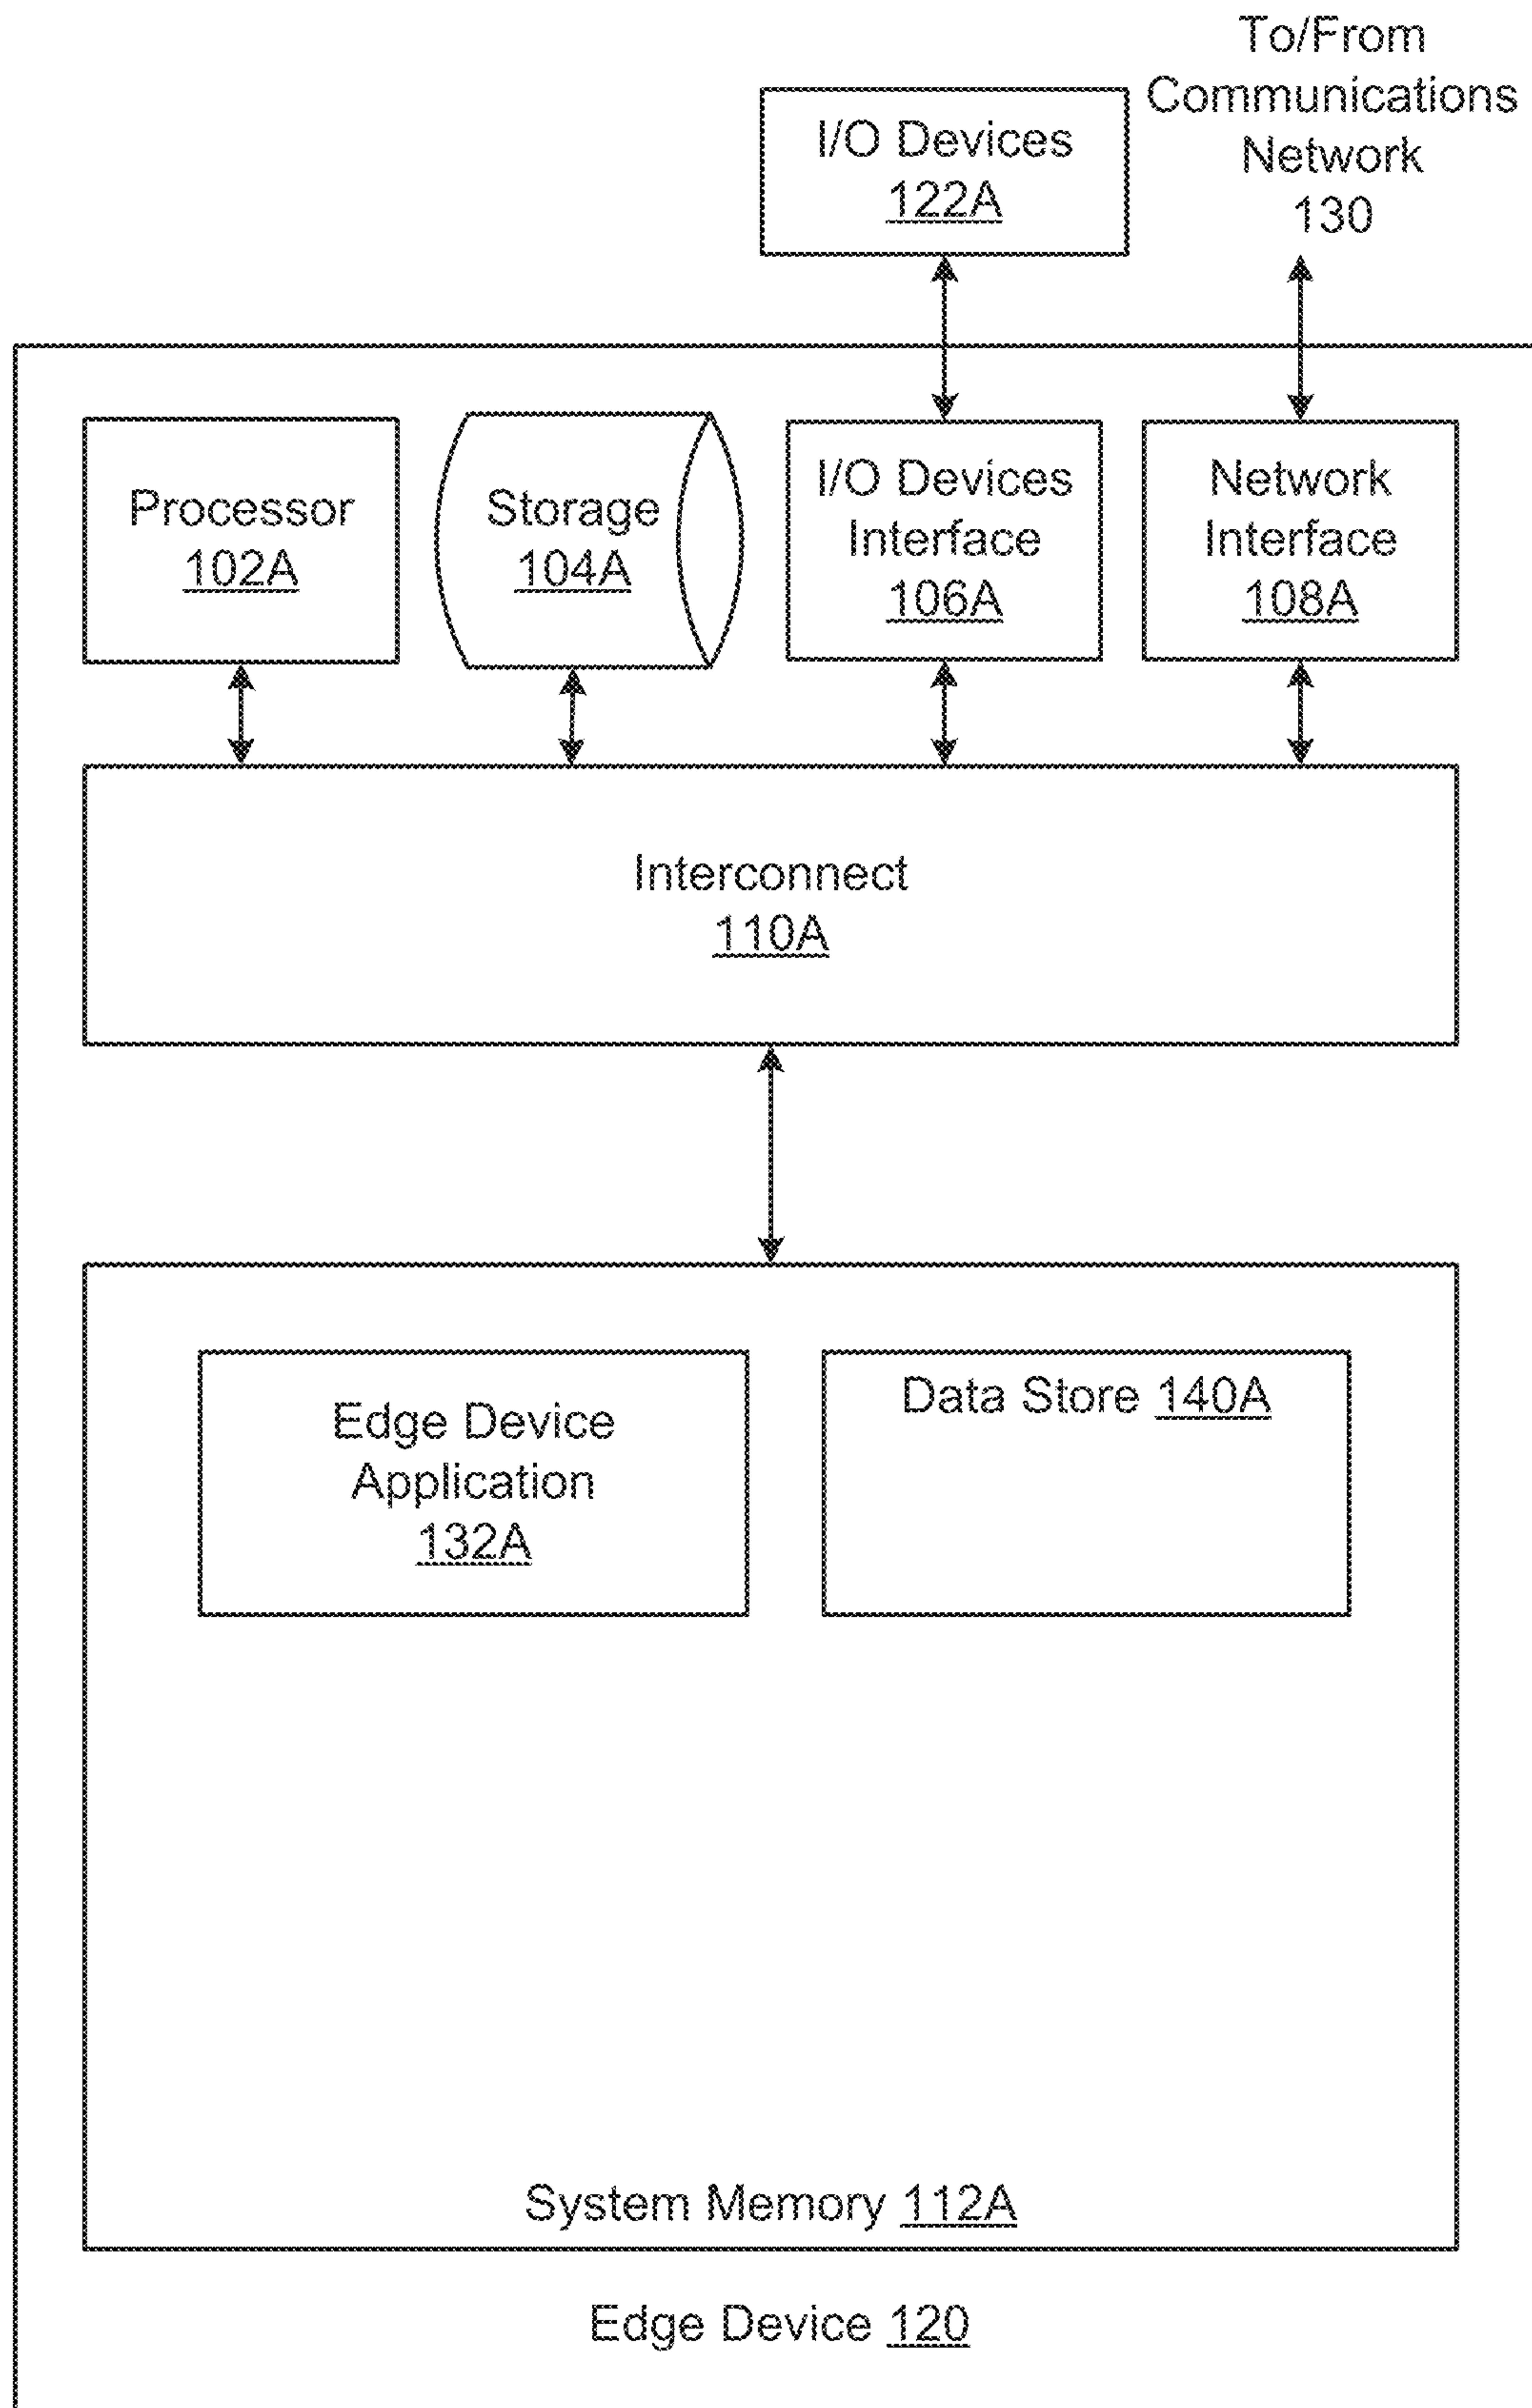 To/From
Communications
Network
130
I/O Devices
122A
Processor
102A
Storage
104A
I/O Devices
Interface
106A
Network
Interface
108A
Interconnect
110A
Edge Device
Application
132A
Data Store 140A
System Memory 112A
Edge Device 120